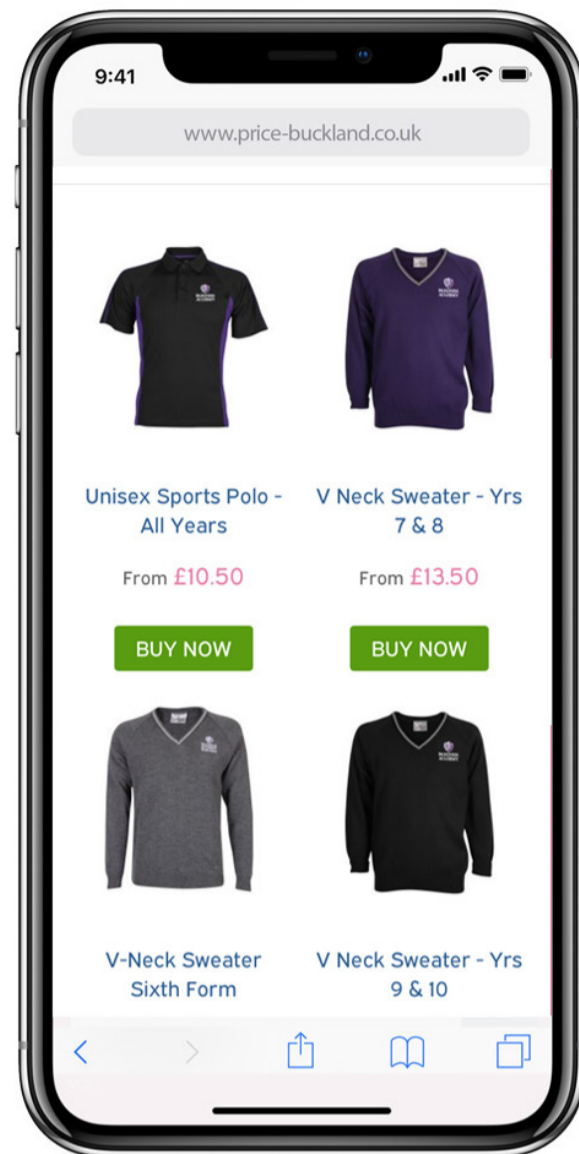 9:41
www.price-buckland.co.uk
Unisex Sports Polo -
All Years
From £10.50
BUY NOW
V Neck Sweater - Yrs
7 & 8
From £13.50
BUY NOW
V-Neck Sweater
Sixth Form
V Neck Sweater - Yrs
9 & 10